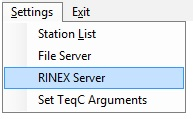 Settings Exit
Station List
File Server
RINEX Server
Set TeqC Arguments